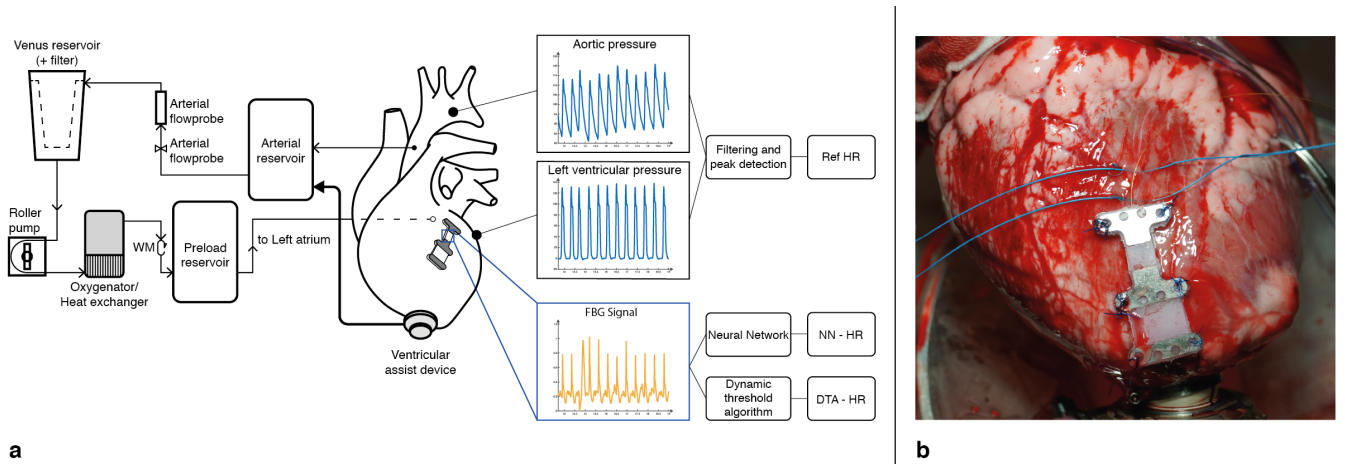 Venus reservoir
(+ filter)
Arterial
flowprobe
Arterial
flowprobe
Arterial
reservoir
Roller
pump
WM
Oxygenator/
Heat exchanger
Preload
reservoir
to Left atrium
Ventricular
assist device
Aortic pressure
Left ventricular pressure
FBG Signal
Filtering and
peak detection
Ref HR
Neural Network
NN - HR
Dynamic
threshold
algorithm
DTA - HR
a
b